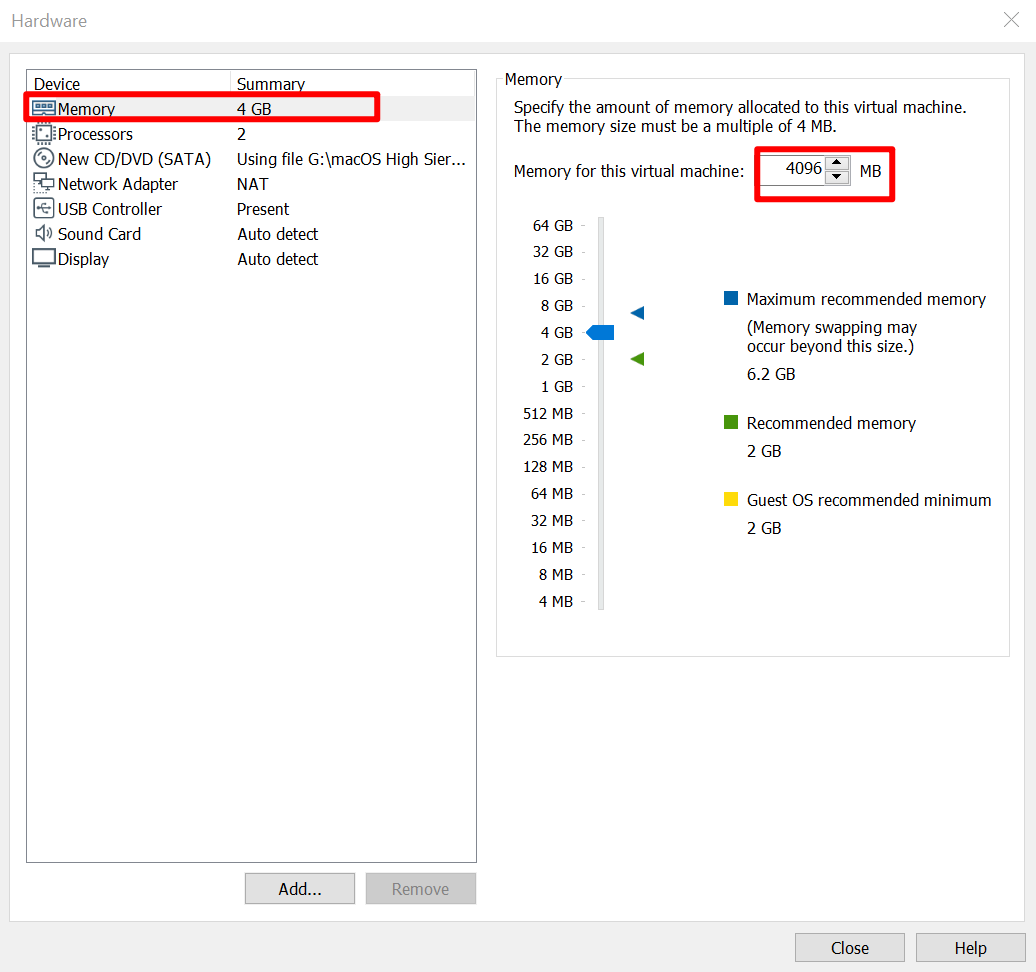 Hardware
Device Summary
Memory 4 GB
Processors 2
New CD/DVD (SATA) Using file G:\macOS High Sier...
Network Adapter NAT
USB Controller Present
Sound Card Auto detect
Display Auto detect
Add...
Remove
Memory
Specify the amount of memory allocated to this virtual machine.
The memory size must be a multiple of 4 MB.
Memory for this virtual machine: 4096 MB
64 GB
32 GB
16 GB
8 GB
4 GB
2 GB
1 GB
512 MB
256 MB
128 MB
64 MB
32 MB
16 MB
8 MB
4 MB
Maximum recommended memory
(Memory swapping may
occur beyond this size.)
6.2 GB
Recommended memory
2 GB
Guest OS recommended minimum
2 GB
Close
Help